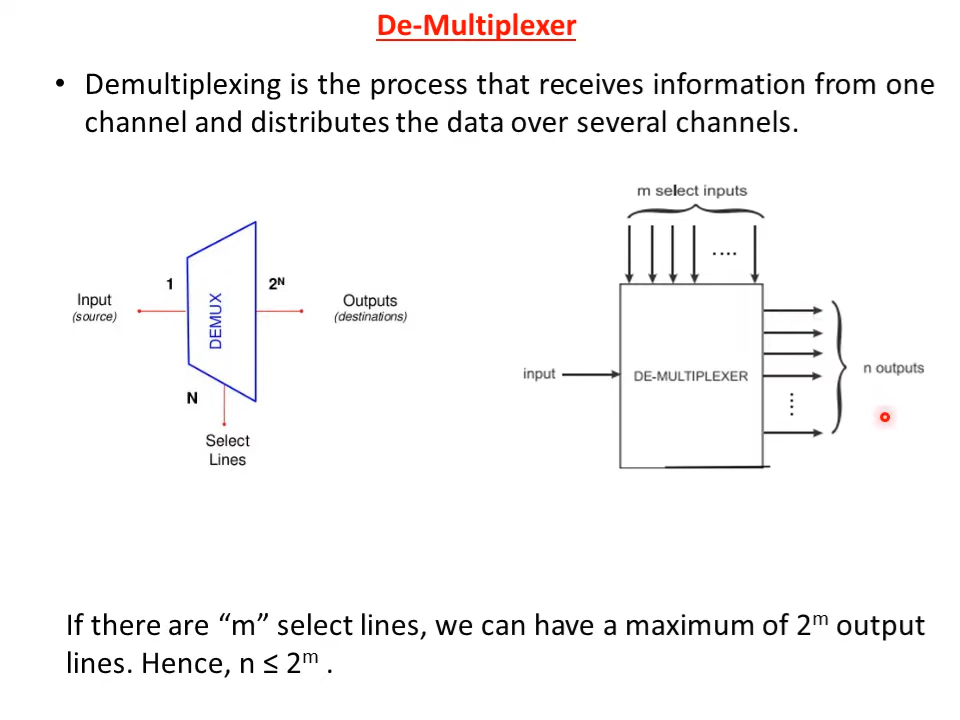 De-Multiplexer
• Demultiplexing is the process that receives information from one
channel and distributes the data over several channels.
1
2ᴺ
Input
(source)
DEMUX
Outputs
(destinations)
N
Select
Lines
m select inputs
....
input
DE-MULTIPLEXER
n outputs
If there are “m” select lines, we can have a maximum of 2ᵐ output
lines. Hence, n ≤ 2ᵐ .